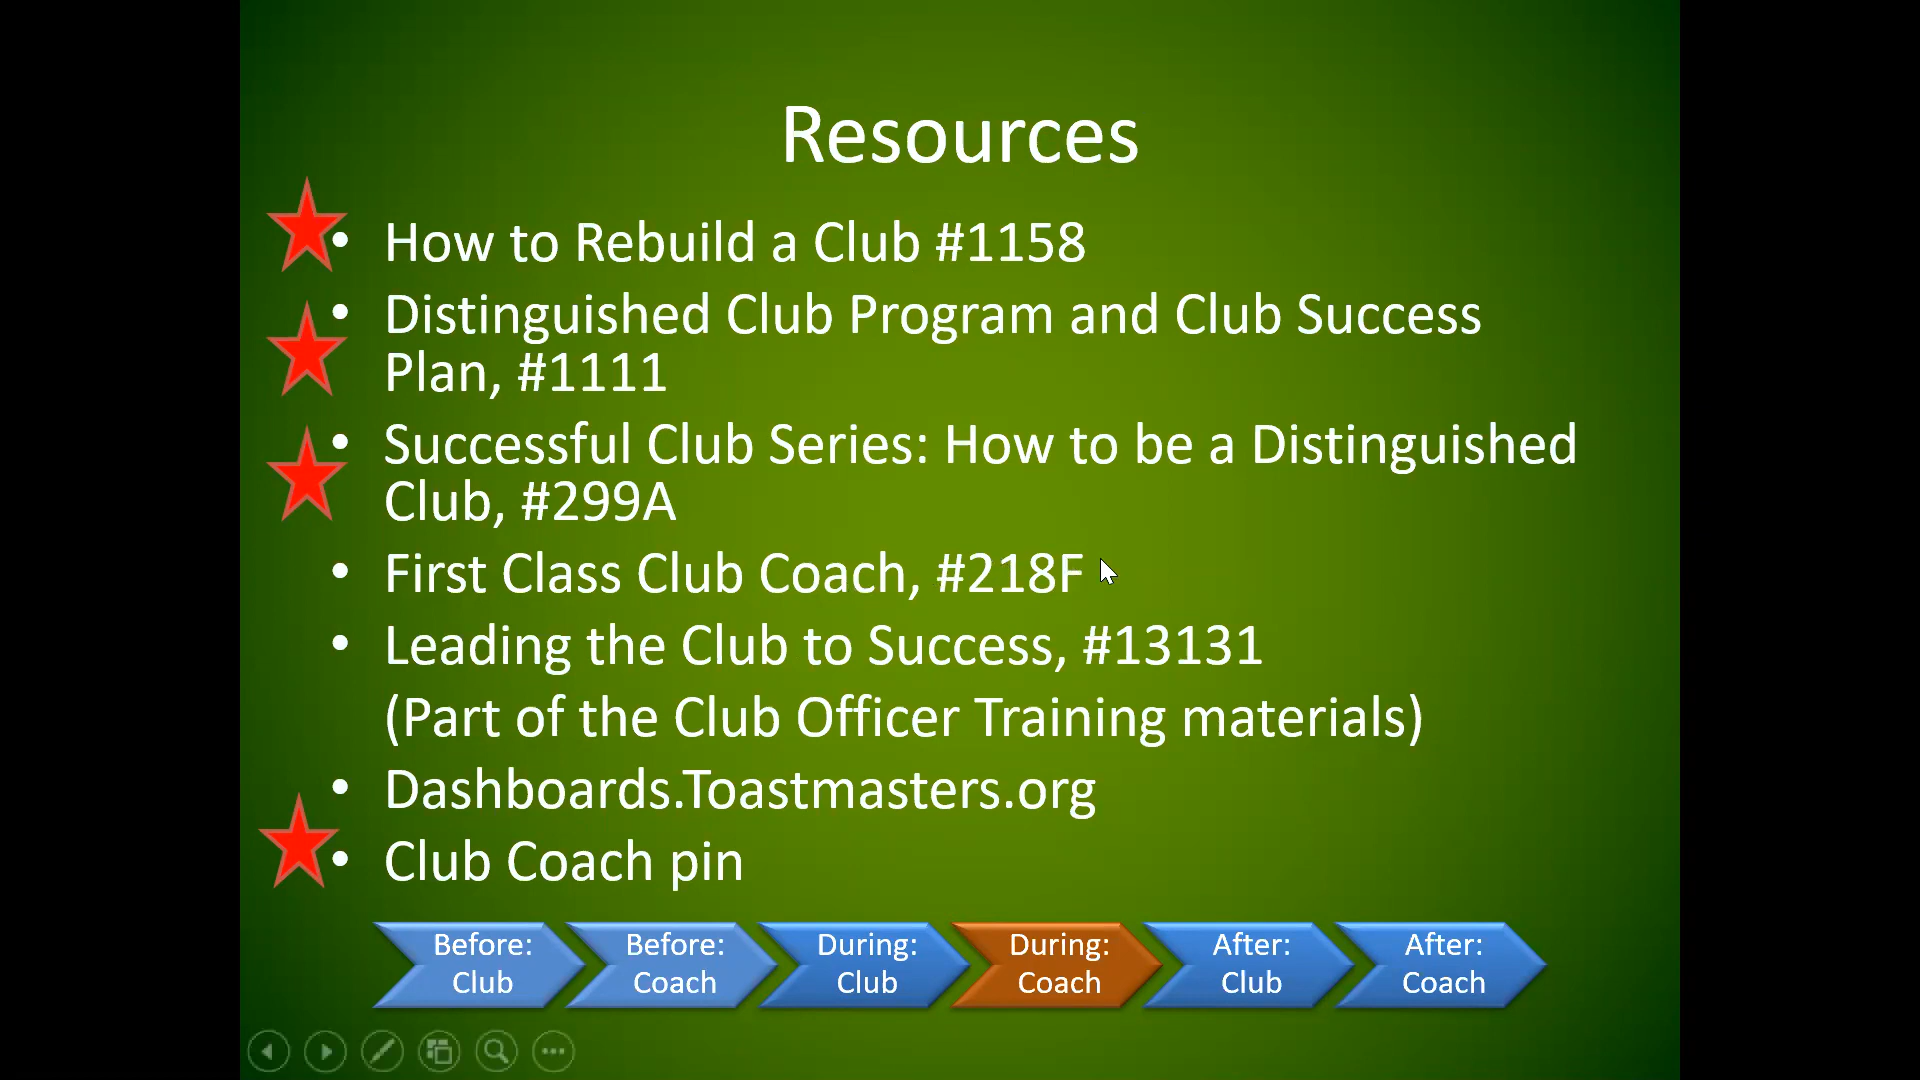 Resources
• How to Rebuild a Club #1158
• Distinguished Club Program and Club Success
Plan, #1111
• Successful Club Series: How to be a Distinguished
Club, #299A
• First Class Club Coach, #218F
• Leading the Club to Success, #13131
(Part of the Club Officer Training materials)
• Dashboards.Toastmasters.org
• Club Coach pin
Before:
Club
Before:
Coach
During:
Club
During:
Coach
After:
Club
After:
Coach